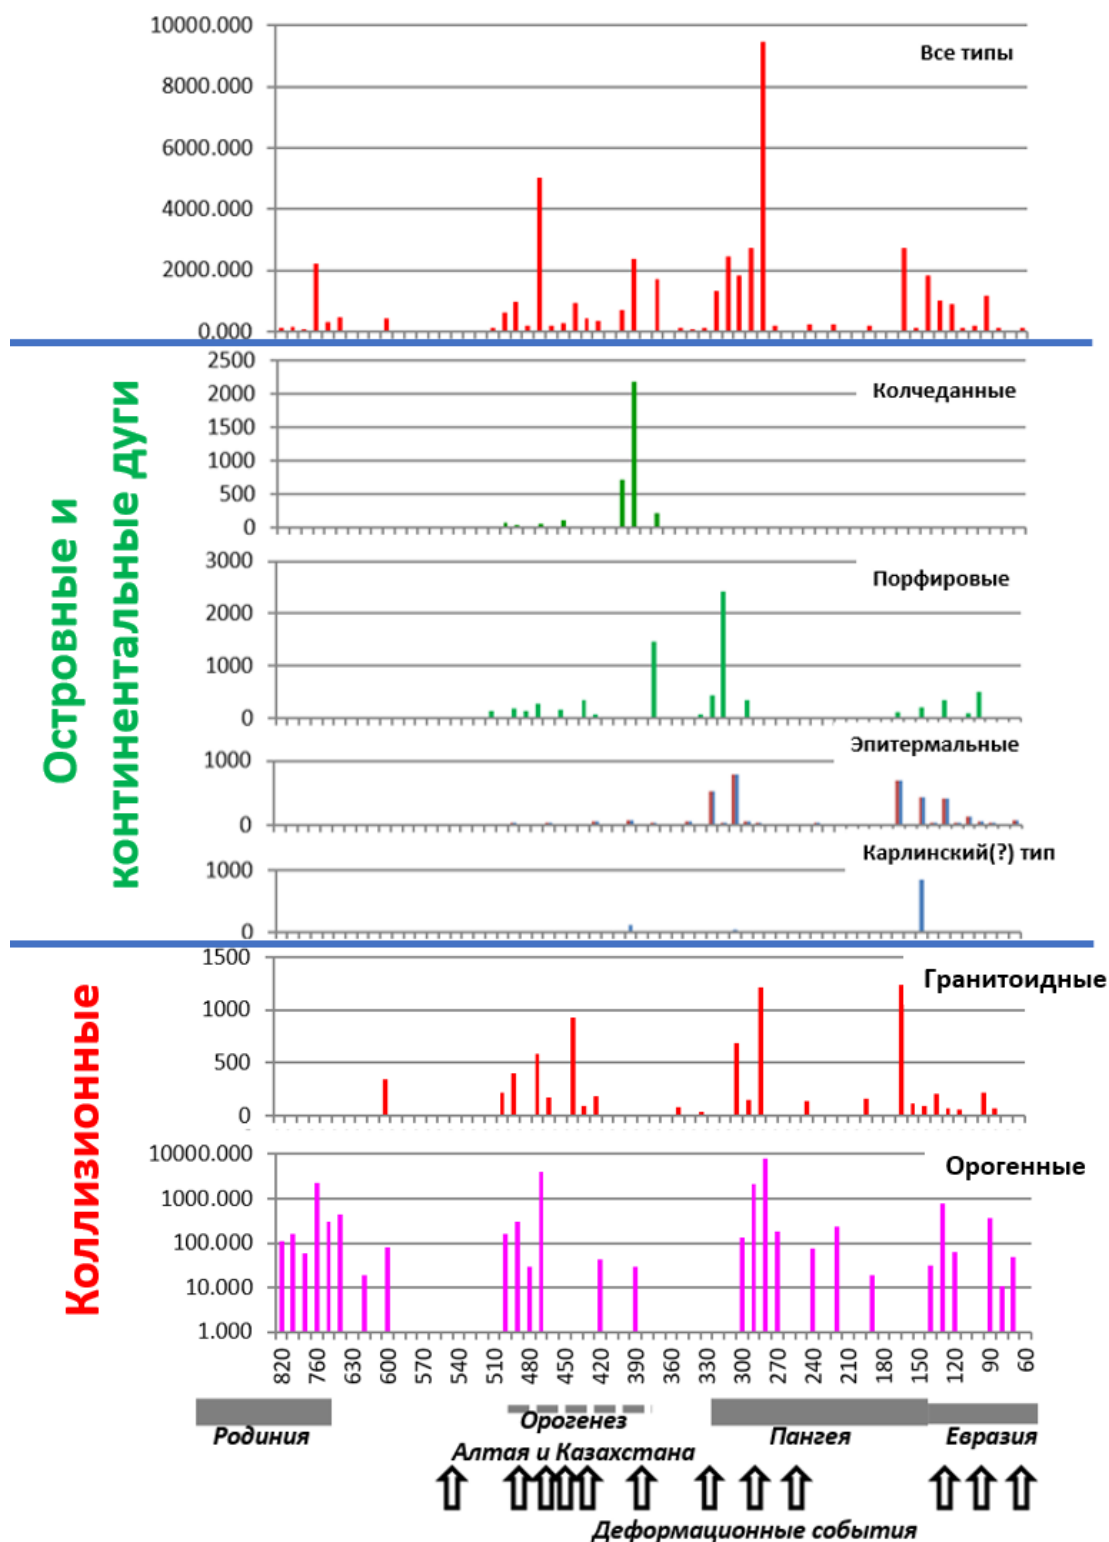 10000.000
8000.000
6000.000
4000.000
2000.000
0.000
Все типы
Островные и
континентальные дуги
2500
2000
1500
1000
500
0
Колчеданные
3000
2000
1000
0
Порфировые
1000
0
Эпитермальные
1000
0
Карлинский(?) тип
Коллизионные
1500
1000
500
0
Гранитоидные
10000.000
1000.000
100.000
10.000
1.000
Орогенные
820 760 630 600 570 540 510 480 450 420 390 360 330 300 270 240 210 180 150 120 90 60
Родиния
Орогенез
Алтая и Казахстана
Пангея
Евразия
Деформационные события